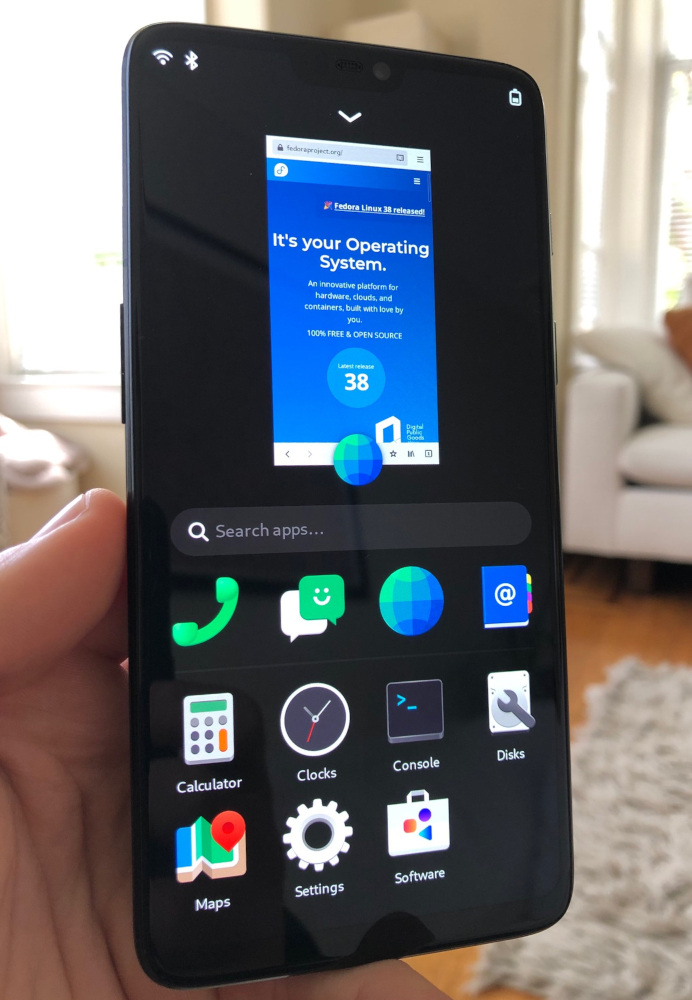 fedoraproject.org/
🎉 Fedora Linux 38 released!
It's your Operating
System.
An innovative platform for
hardware, clouds, and
containers, built with love by
you.
100% FREE & OPEN SOURCE
Latest release
38
Digital
Public
Goods
Search apps...
@
>_
Calculator
Clocks
Console
Disks
Maps
Settings
Software